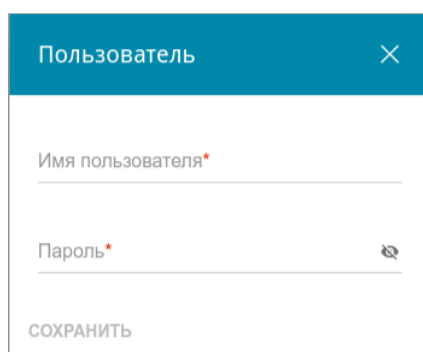 Пользователь
Имя пользователя*
Пароль*
СОХРАНИТЬ